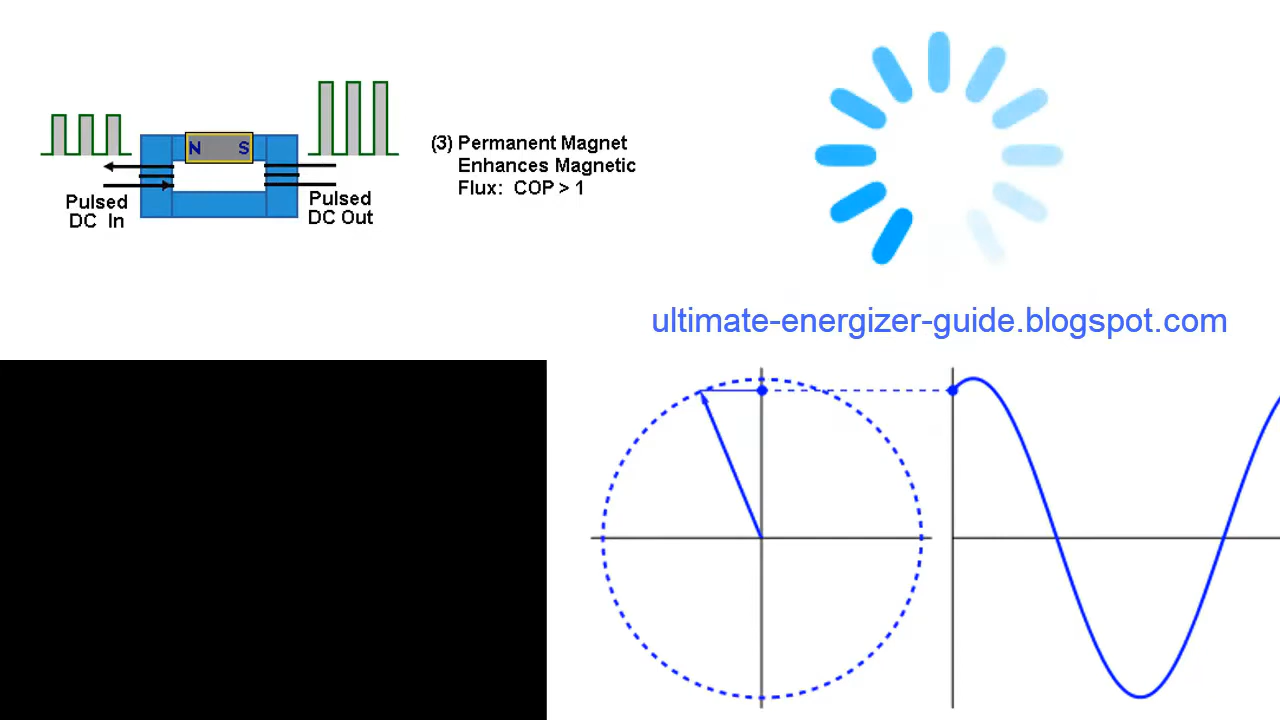 N S
Pulsed
DC In
Pulsed
DC Out
(3) Permanent Magnet
Enhances Magnetic
Flux: COP > 1
ultimate-energizer-guide.blogspot.com